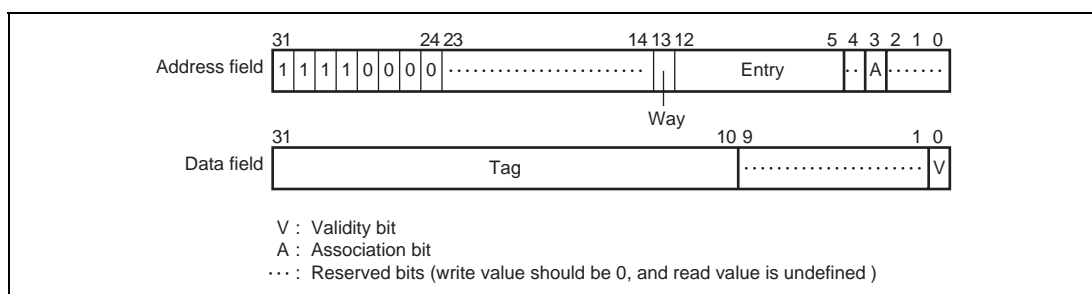 31 24 23 14 13 12 5 4 3 2 1 0
Address field 1 1 1 1 0 0 0 0 ························ Entry ·· A ·······
Way
31 10 9 1 0
Data field Tag ······················ V
V : Validity bit
A : Association bit
··· : Reserved bits (write value should be 0, and read value is undefined )